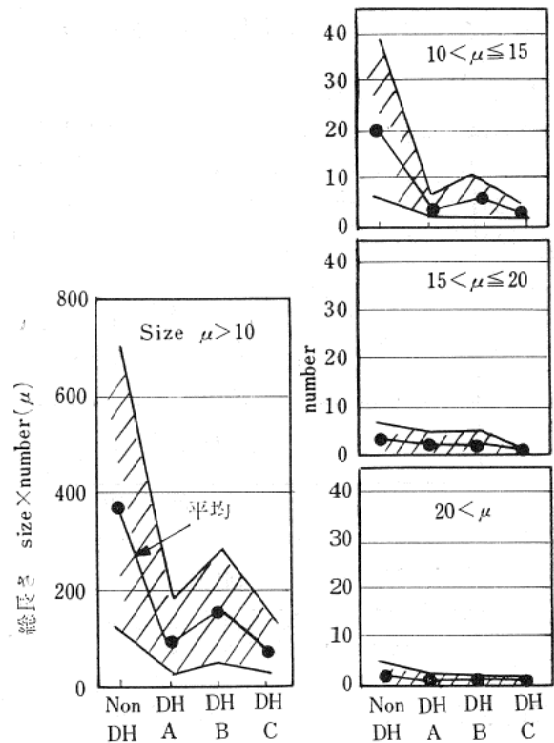 総長さ size×number(μ)
800
600
400
200
0
Size μ>10
平均
Non DH DH DH
DH A B C
number
40
30
20
10
0
10<μ≦15
40
30
20
10
0
15<μ≦20
40
30
20
10
0
20<μ
Non DH DH DH
DH A B C